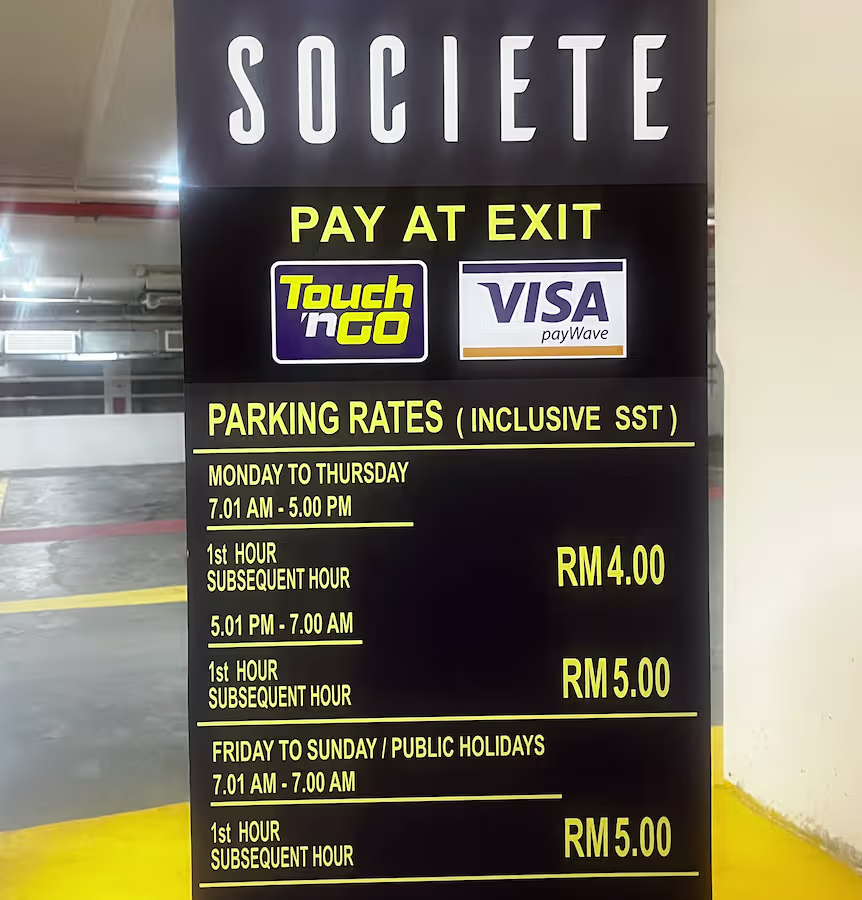 SOCIETE
PAY AT EXIT
Touch
'nGO
VISA
payWave
PARKING RATES ( INCLUSIVE SST )
MONDAY TO THURSDAY
7.01 AM - 5.00 PM
1st HOUR
SUBSEQUENT HOUR
RM 4.00
5.01 PM - 7.00 AM
1st HOUR
SUBSEQUENT HOUR
RM 5.00
FRIDAY TO SUNDAY / PUBLIC HOLIDAYS
7.01 AM - 7.00 AM
1st HOUR
SUBSEQUENT HOUR
RM 5.00